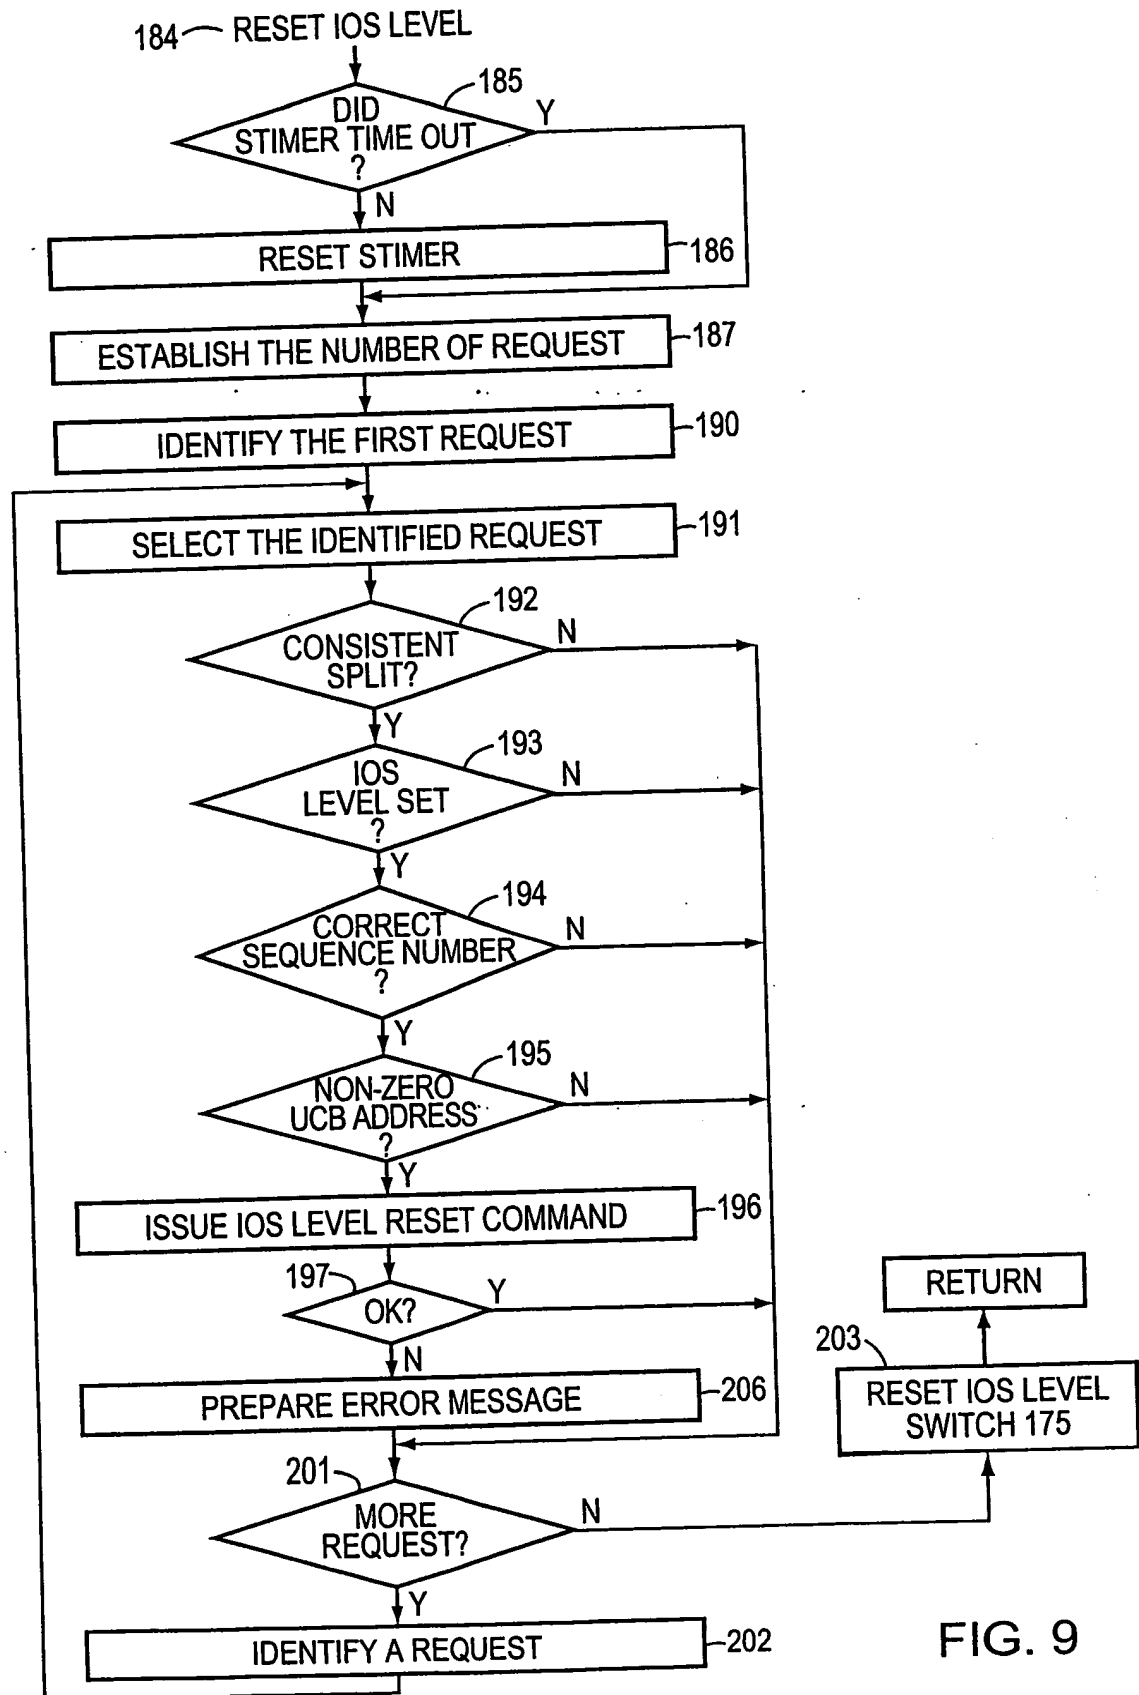 184 RESET IOS LEVEL
185
DID
STIMER TIME OUT
?
Y
N
RESET STIMER
186
ESTABLISH THE NUMBER OF REQUEST
187
IDENTIFY THE FIRST REQUEST
190
SELECT THE IDENTIFIED REQUEST
191
192
CONSISTENT
SPLIT?
N
Y
193
IOS
LEVEL SET
?
N
Y
194
CORRECT
SEQUENCE NUMBER
?
N
Y
195
NON-ZERO
UCB ADDRESS
?
N
Y
ISSUE IOS LEVEL RESET COMMAND
196
197
OK?
Y
N
PREPARE ERROR MESSAGE
206
201
MORE
REQUEST?
N
Y
IDENTIFY A REQUEST
202
RETURN
203
RESET IOS LEVEL
SWITCH 175
FIG. 9